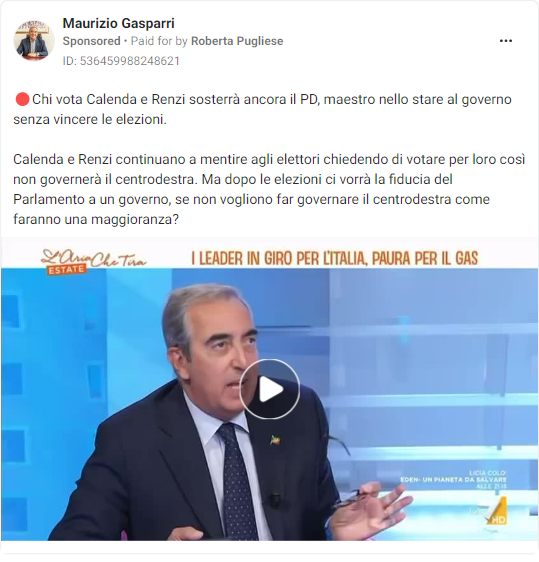 Maurizio Gasparri
Sponsored • Paid for by Roberta Pugliese
ID: 536459988248621
🔴Chi vota Calenda e Renzi sosterrà ancora il PD, maestro nello stare al governo
senza vincere le elezioni.
Calenda e Renzi continuano a mentire agli elettori chiedendo di votare per loro così
non governerà il centrodestra. Ma dopo le elezioni ci vorrà la fiducia del
Parlamento a un governo, se non vogliono far governare il centrodestra come
faranno una maggioranza?
L'Aria Che Tira
ESTATE
I LEADER IN GIRO PER L'ITALIA, PAURA PER IL GAS
LICIA COLO'
EDEN- UN PIANETA DA SALVARE
ALLE 21.15
HD